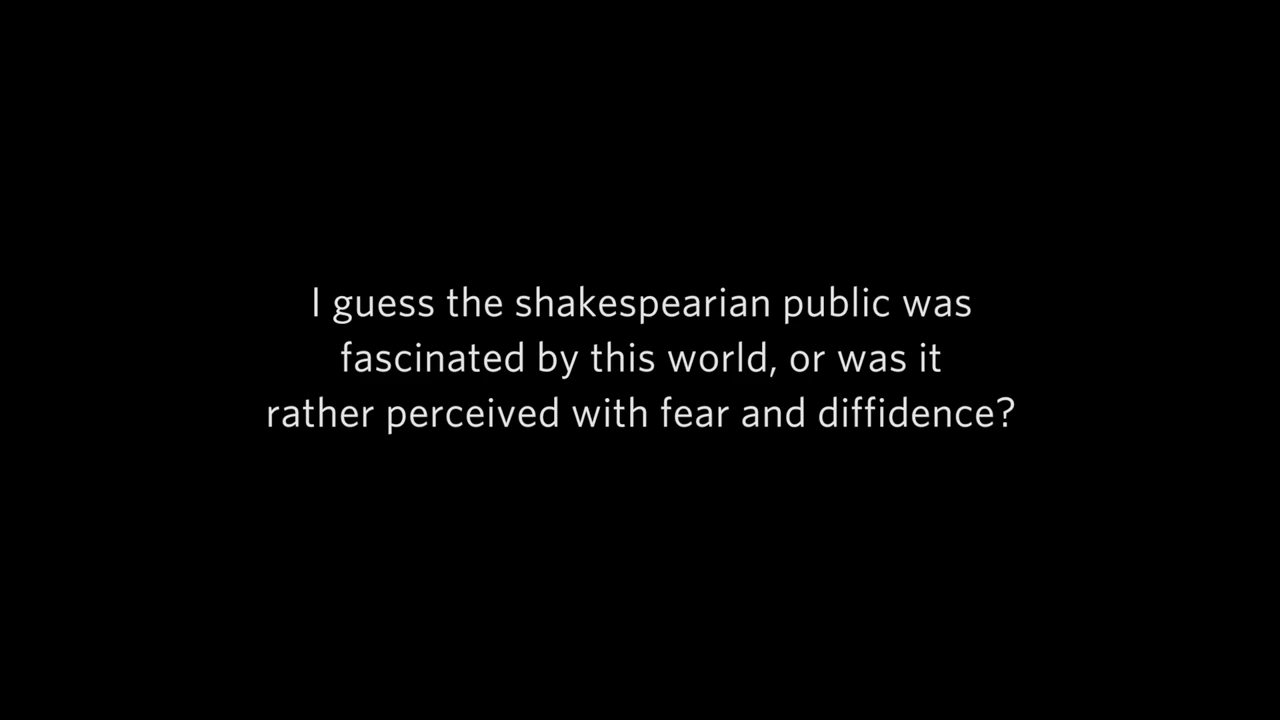 I guess the shakespearian public was
fascinated by this world, or was it
rather perceived with fear and diffidence?